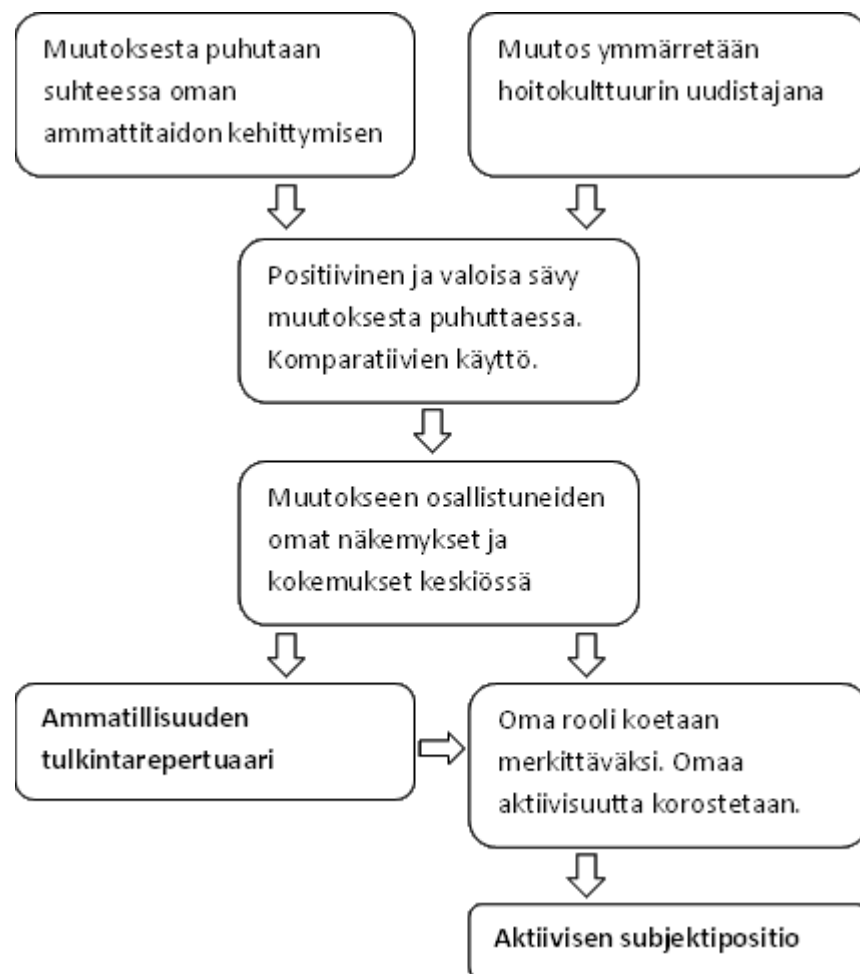 Muutoksesta puhutaan
suhteessa oman
ammattitaidon kehittymisen
Muutos ymmärretään
hoitokulttuurin uudistajana
Positiivinen ja valoisa sävy
muutoksesta puhuttaessa.
Komparatiivien käyttö.
Muutokseen osallistuneiden
omat näkemykset ja
kokemukset keskiössä
Ammatillisuuden
tulkintarepertuaari
Oma rooli koetaan
merkittäväksi. Omaa
aktiivisuutta korostetaan.
Aktiivisen subjektipositio